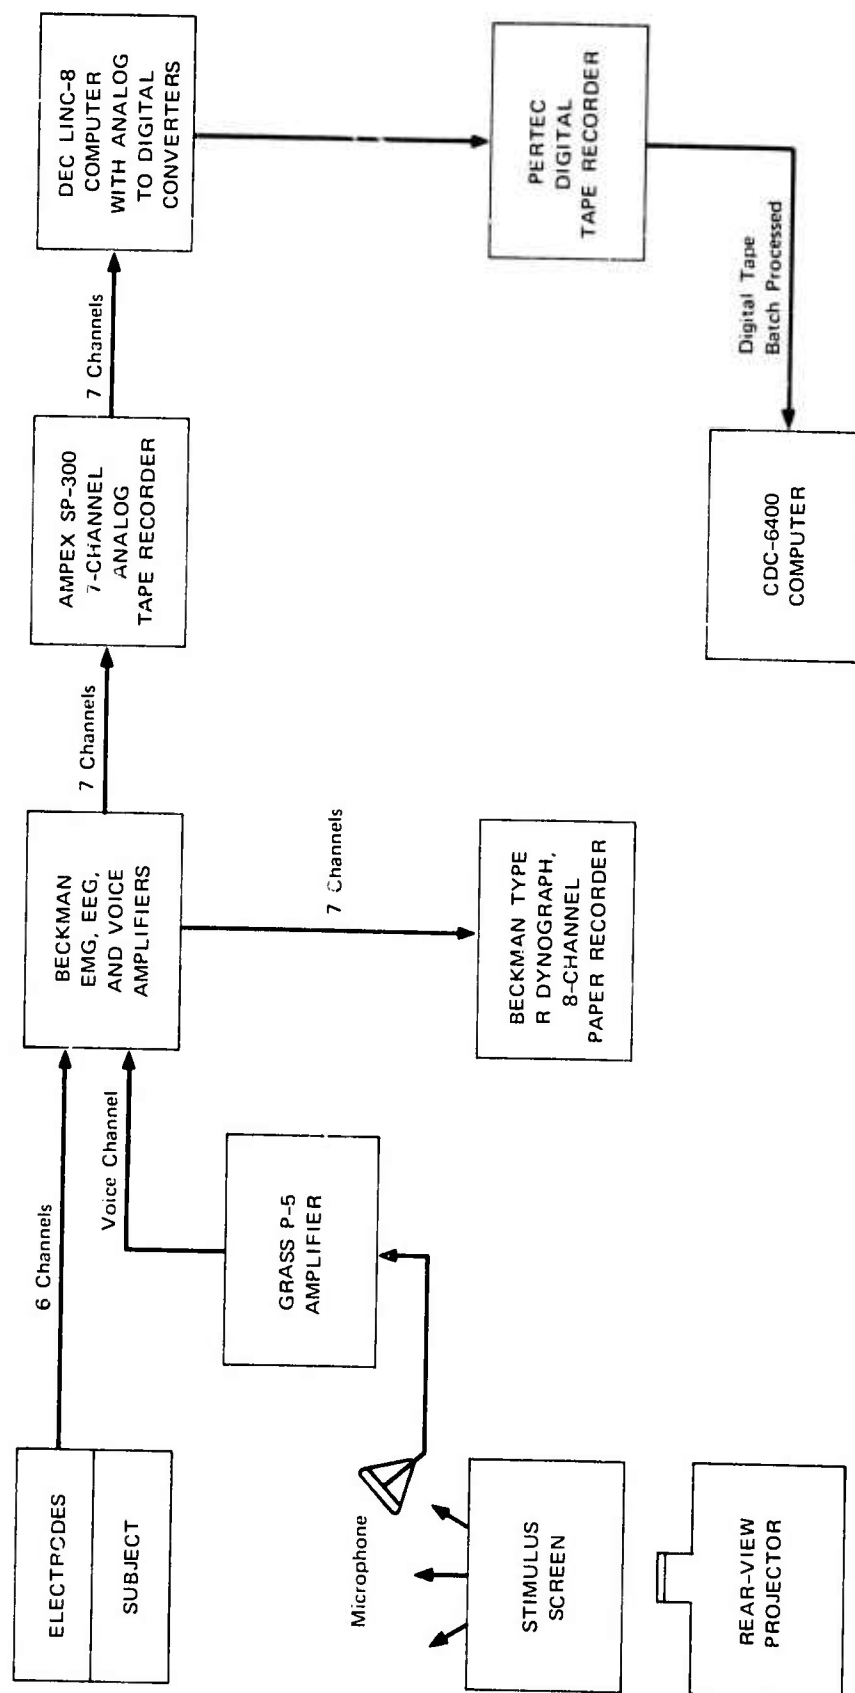 ELECTRODES
SUBJECT
6 Channels
Voice Channel
Microphone
GRASS P-5
AMPLIFIER
STIMULUS
SCREEN
REAR-VIEW
PROJECTOR
BECKMAN
EMG, EEG,
AND VOICE
AMPLIFIERS
7 Channels
7 Channels
BECKMAN TYPE
R DYNOGRAPH,
8-CHANNEL
PAPER RECORDER
AMPEX SP-300
7-CHANNEL
ANALOG
TAPE RECORDER
7 Channels
DEC LINC-8
COMPUTER
WITH ANALOG
TO DIGITAL
CONVERTERS
PERTEC
DIGITAL
TAPE RECORDER
Digital Tape
Batch Processed
CDC-6400
COMPUTER